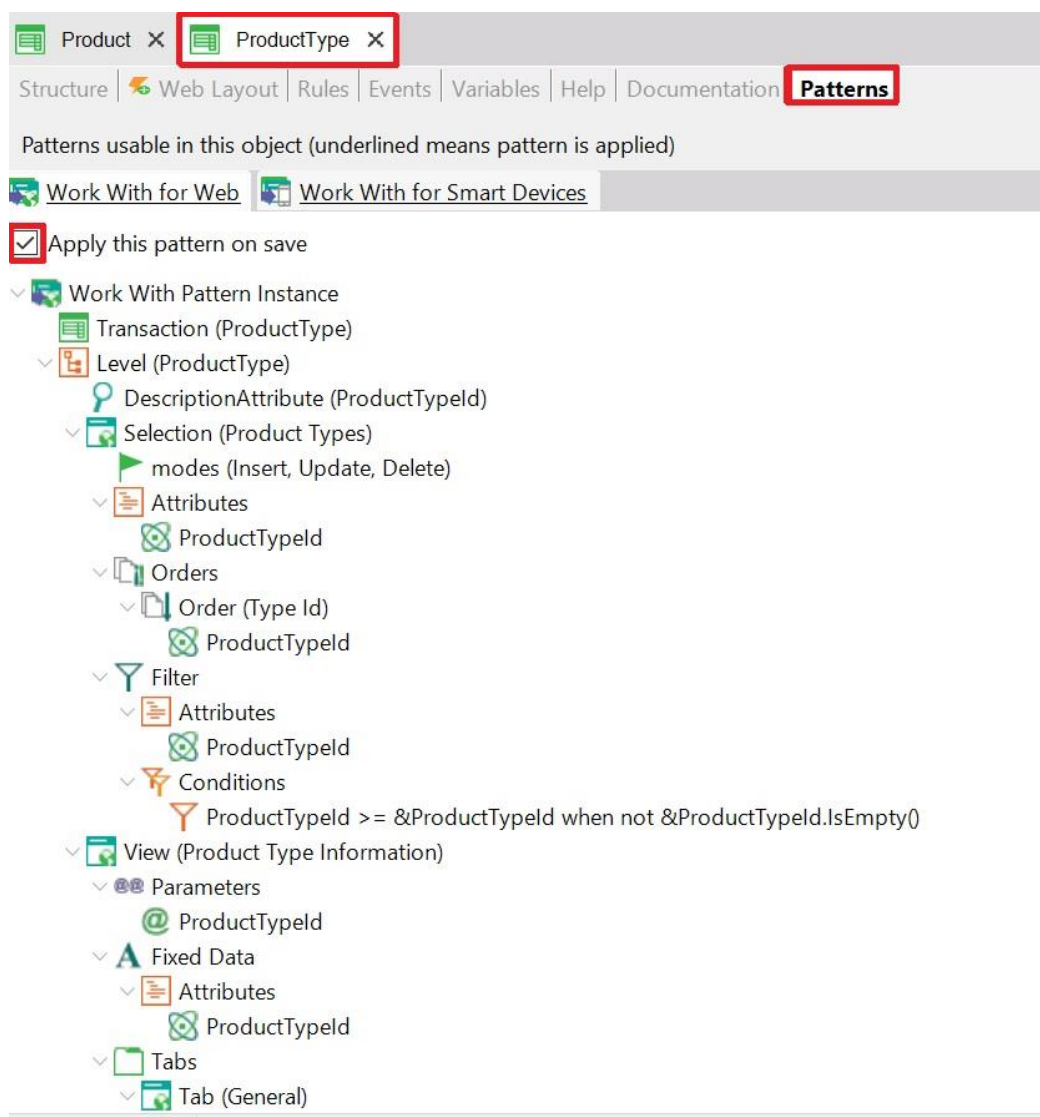 Product ProductType
Structure Web Layout Rules Events Variables Help Documentation Patterns
Patterns usable in this object (underlined means pattern is applied)
Work With for Web Work With for Smart Devices
Apply this pattern on save
Work With Pattern Instance
Transaction (ProductType)
Level (ProductType)
DescriptionAttribute (ProductTypeId)
Selection (Product Types)
modes (Insert, Update, Delete)
Attributes
ProductTypeId
Orders
Order (Type Id)
ProductTypeId
Filter
Attributes
ProductTypeId
Conditions
ProductTypeId >= &ProductTypeId when not &ProductTypeId.IsEmpty()
View (Product Type Information)
Parameters
ProductTypeId
Fixed Data
Attributes
ProductTypeId
Tabs
Tab (General)